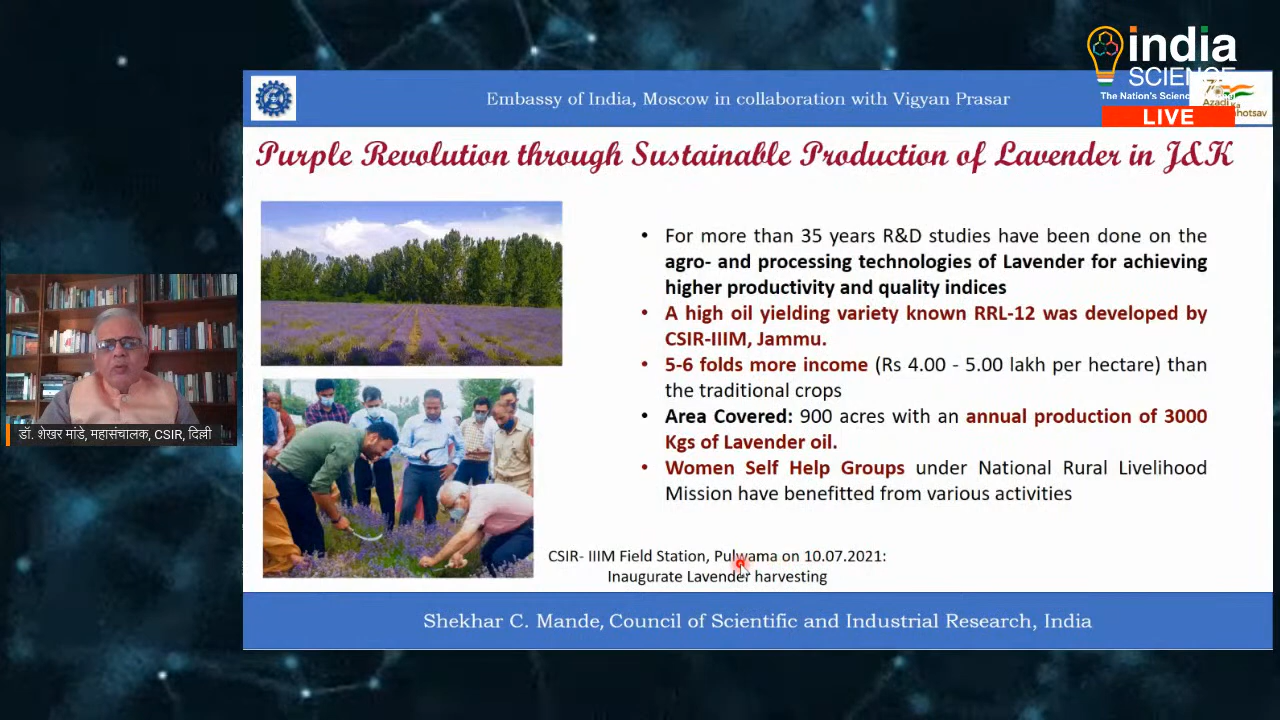 india
SCIENCE
The Nation's Scienc
LIVE
Azadi
Ka
hotsav
Embassy of India, Moscow in collaboration with Vigyan Prasar
Purple Revolution through Sustainable Production of Lavender in J&K
• For more than 35 years R&D studies have been done on the
agro- and processing technologies of Lavender for achieving
higher productivity and quality indices
• A high oil yielding variety known RRL-12 was developed by
CSIR-IIIM, Jammu.
• 5-6 folds more income (Rs 4.00 - 5.00 lakh per hectare) than
the traditional crops
• Area Covered: 900 acres with an annual production of 3000
Kgs of Lavender oil.
• Women Self Help Groups under National Rural Livelihood
Mission have benefitted from various activities
डॉ. शेखर मांडे, महासंचालक, CSIR, दिल्ली
CSIR- IIIM Field Station, Pulwama on 10.07.2021:
Inaugurate Lavender harvesting
Shekhar C. Mande, Council of Scientific and Industrial Research, India